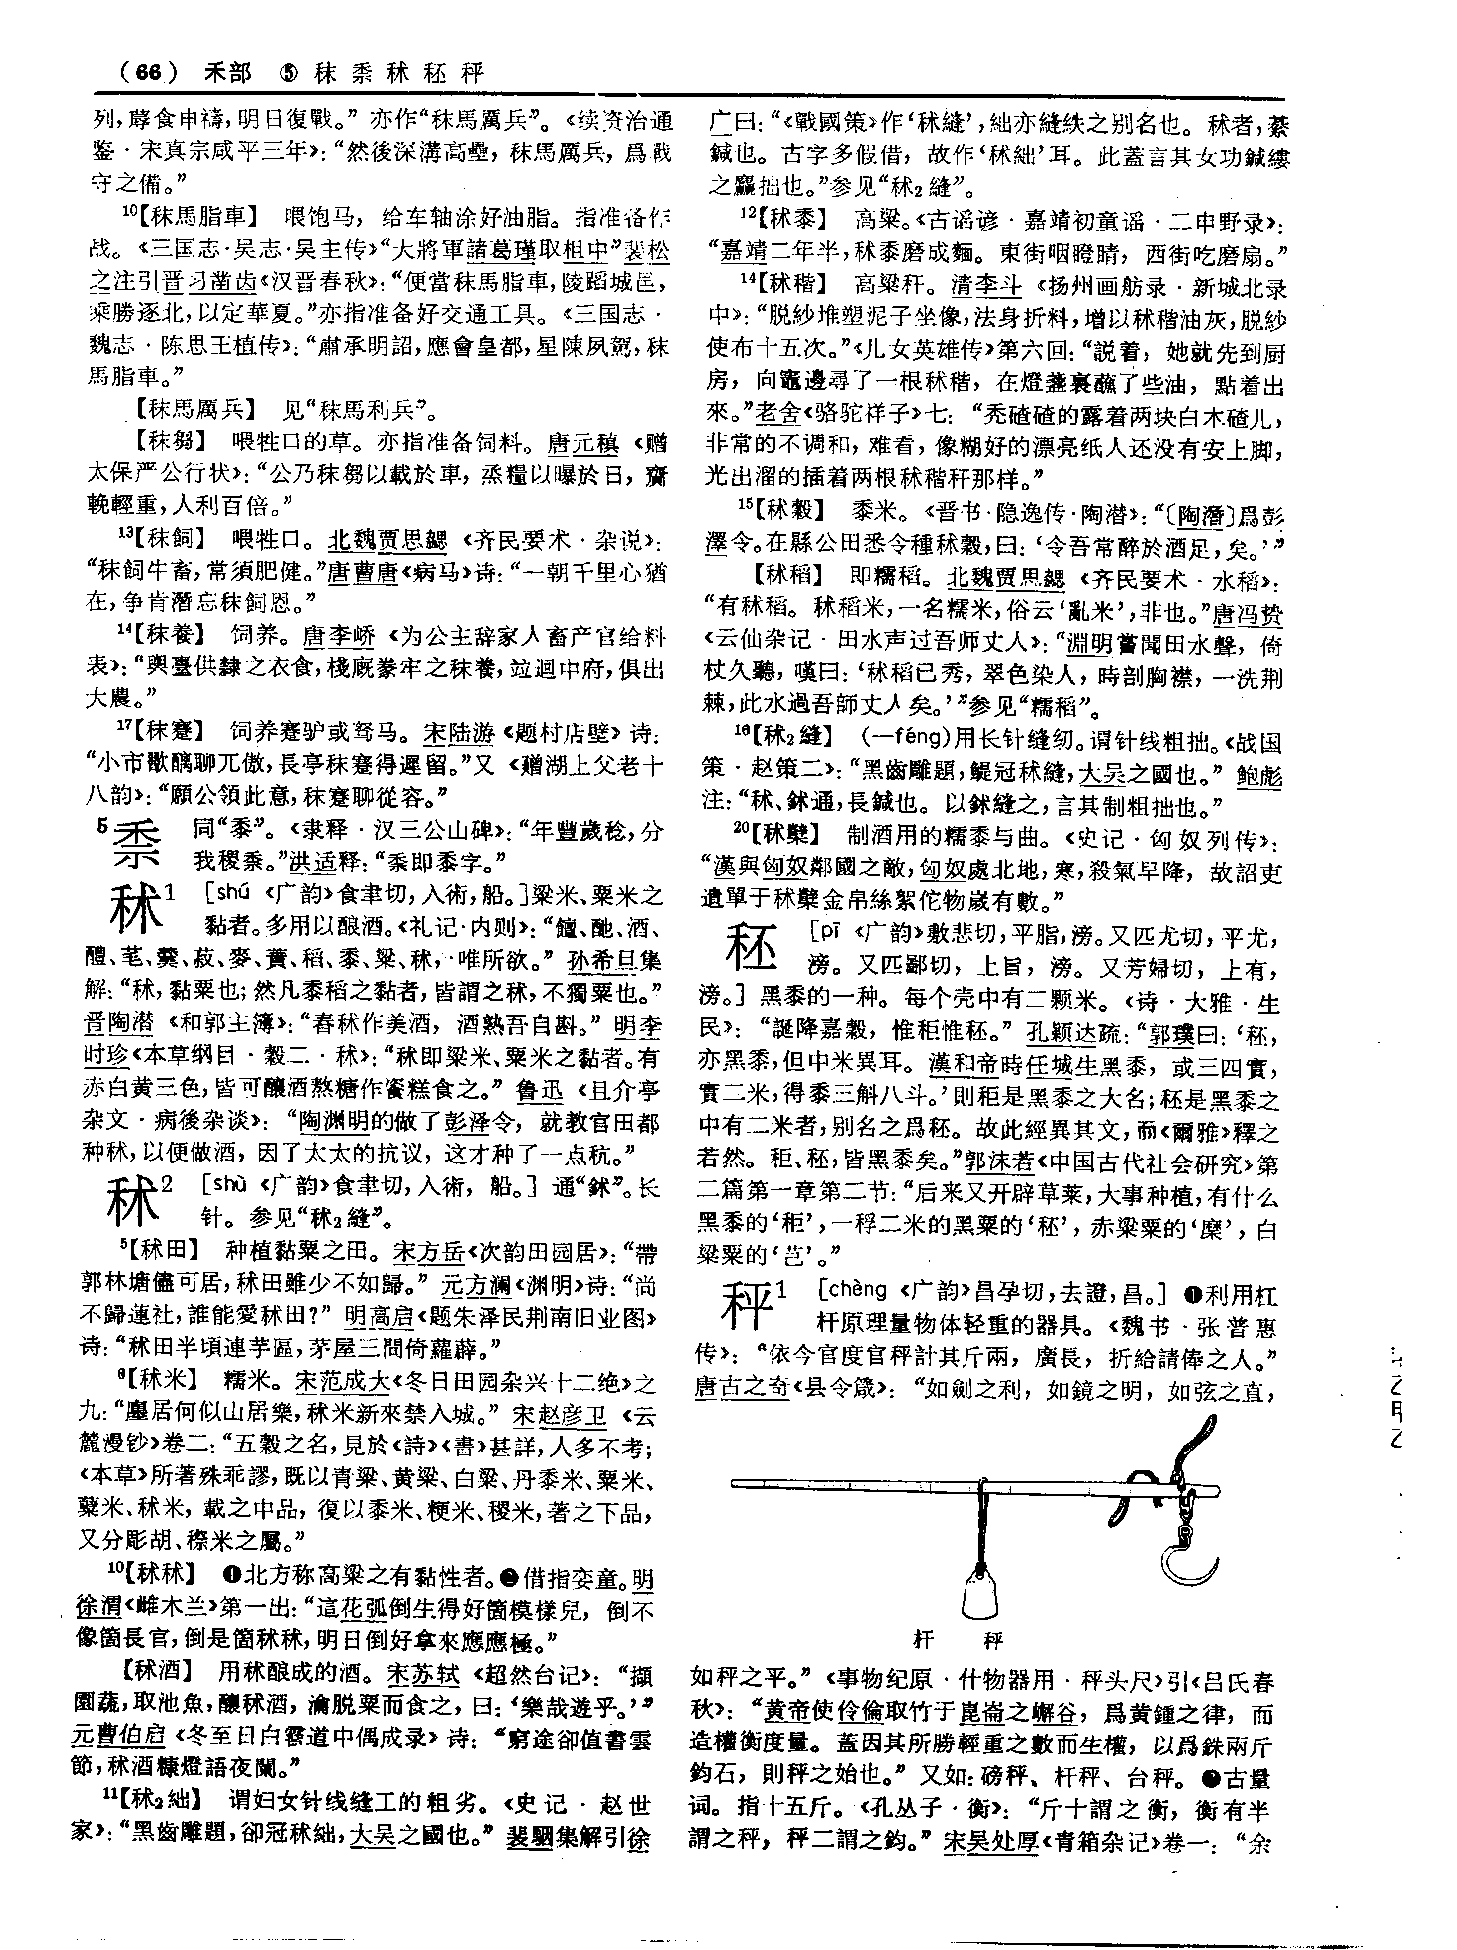 （66） 禾部 ⑤ 秣 䅔 秫 秠 秤
列，蓐食申禱，明日復戰。”亦作“秣馬厲兵”。《续资治通
鉴·宋真宗咸平三年》：“然後深溝高壘，秣馬厲兵，爲戰
守之備。”
10【秣馬脂車】 喂饱马，给车轴涂好油脂。指准备作
战。《三国志·吴志·吴主传》“大將軍諸葛瑾取柤中”裴松
之注引晋习凿齿《汉晋春秋》：“便當秣馬脂車，陵蹈城邑，
乘勝逐北，以定華夏。”亦指准备好交通工具。《三国志·
魏志·陈思王植传》：“肅承明詔，應會皇都，星陳夙駕，秣
馬脂車。”
【秣馬厲兵】 见“秣馬利兵”。
【秣芻】 喂牲口的草。亦指准备饲料。唐元稹《赠
太保严公行状》：“公乃秣芻以載於車，烝糧以曝於日，齎
輓輕重，人利百倍。”
13【秣飼】 喂牲口。北魏贾思勰《齐民要术·杂说》：
“秣飼牛畜，常須肥健。”唐曹唐《病马》诗：“一朝千里心猶
在，争肯潛忘秣飼恩。”
14【秣養】 饲养。唐李峤《为公主辞家人畜产官给料
表》：“輿臺供隸之衣食，棧廐豢牢之秣養，竝迴中府，俱出
大農。”
17【秣蹇】 饲养蹇驴或驽马。宋陆游《题村店壁》诗：
“小市歠醨聊兀傲，長亭秣蹇得遲留。”又《赠湖上父老十
八韵》：“願公領此意，秣蹇聊從容。”
5 䅔 同“黍”。《隶释·汉三公山碑》：“年豐歲稔，分
我稷䅔。”洪适释：“䅔即黍字。”
秫1 ［shú《广韵》食聿切，入術，船。］粱米、粟米之
黏者。多用以酿酒。《礼记·内则》：“饘、酏、酒、
醴、芼、羹、菽、麥、蕡、稻、黍、粱、秫，唯所欲。”孙希旦集
解：“秫，黏粟也；然凡黍稻之黏者，皆謂之秫，不獨粟也。”
晋陶潜《和郭主簿》：“春秫作美酒，酒熟吾自斟。”明李
时珍《本草纲目·穀二·秫》：“秫即粱米、粟米之黏者。有
赤白黄三色，皆可釀酒熬糖作餈糕食之。”鲁迅《且介亭
杂文·病後杂谈》：“陶渊明的做了彭泽令，就教官田都
种秫，以便做酒，因了太太的抗议，这才种了一点秔。”
秫2 ［shù《广韵》食聿切，入術，船。］通“鉥”。长
针。参见“秫2縫”。
5【秫田】 种植黏粟之田。宋方岳《次韵田园居》：“帶
郭林塘儘可居，秫田雖少不如歸。”元方澜《渊明》诗：“尚
不歸蓮社，誰能愛秫田？”明高启《题朱泽民荆南旧业图》
诗：“秫田半頃連芋區，茅屋三間倚蘿薜。”
6【秫米】 糯米。宋范成大《冬日田园杂兴十二绝》之
九：“廛居何似山居樂，秫米新來禁入城。”宋赵彦卫《云
麓漫钞》卷二：“五穀之名，見於《詩》《書》甚詳，人多不考；
《本草》所著殊乖謬，既以青粱、黄粱、白粱、丹黍米、粟米、
蘗米、秫米，載之中品，復以黍米、粳米、稷米，著之下品，
又分彫胡、穄米之屬。”
10【秫秫】 ❶北方称高粱之有黏性者。❷借指娈童。明
徐渭《雌木兰》第一出：“這花弧倒生得好箇模樣兒，倒不
像箇長官，倒是箇秫秫，明日倒好拿來應應極。”
【秫酒】 用秫酿成的酒。宋苏轼《超然台记》：“擷
園蔬，取池魚，釀秫酒，瀹脱粟而食之，曰：‘樂哉遊乎。’”
元曹伯启《冬至日白霫道中偶成录》诗：“窮途卻值書雲
節，秫酒糠燈語夜闌。”
11【秫2絀】 谓妇女针线缝工的粗劣。《史记·赵世
家》：“黑齒雕題，卻冠秫絀，大吴之國也。”裴駰集解引徐
广曰：“《戰國策》作‘秫縫’，絀亦縫紩之别名也。秫者，綦
鍼也。古字多假借，故作‘秫絀’耳。此蓋言其女功鍼縷
之麤拙也。”参见“秫2縫”。
12【秫黍】 高粱。《古谣谚·嘉靖初童谣·二申野录》：
“嘉靖二年半，秫黍磨成麵。東街咽瞪睛，西街吃磨扇。”
14【秫稭】 高粱秆。清李斗《扬州画舫录·新城北录
中》：“脱紗堆塑泥子坐像，法身折料，增以秫稭油灰，脱紗
使布十五次。”《儿女英雄传》第六回：“説着，她就先到厨
房，向竈邊尋了一根秫稭，在燈盞裏蘸了些油，點着出
來。”老舍《骆驼祥子》七：“秃碴碴的露着两块白木碴儿，
非常的不调和，难看，像糊好的漂亮纸人还没有安上脚，
光出溜的插着两根秫稭秆那样。”
15【秫穀】 黍米。《晋书·隐逸传·陶潜》：“〔陶潛〕爲彭
澤令。在縣公田悉令種秫穀，曰：‘令吾常醉於酒足，矣。’”
【秫稻】 即糯稻。北魏贾思勰《齐民要术·水稻》：
“有秫稻。秫稻米，一名糯米，俗云‘亂米’，非也。”唐冯贽
《云仙杂记·田水声过吾师丈人》：“淵明嘗聞田水聲，倚
杖久聽，嘆曰：‘秫稻已秀，翠色染人，時剖胸襟，一洗荆
棘，此水過吾師丈人矣。’”参见“糯稻”。
16【秫2縫】 （—féng）用长针缝纫。谓针线粗拙。《战国
策·赵策二》：“黑齒雕題，鯷冠秫縫，大吴之國也。”鲍彪
注：“秫、鉥通，長鍼也。以鉥縫之，言其制粗拙也。”
20【秫糵】 制酒用的糯黍与曲。《史记·匈奴列传》：
“漢與匈奴鄰國之敵，匈奴處北地，寒，殺氣早降，故詔吏
遺單于秫糵金帛絲絮佗物嵗有數。”
秠 ［pī《广韵》敷悲切，平脂，滂。又匹尤切，平尤，
滂。又匹鄙切，上旨，滂。又芳婦切，上有，
滂。］黑黍的一种。每个壳中有二颗米。《诗·大雅·生
民》：“誕降嘉穀，惟秬惟秠。”孔颖达疏：“郭璞曰：‘秠，
亦黑黍，但中米異耳。漢和帝時任城生黑黍，或三四實，
實二米，得黍三斛八斗。’則秬是黑黍之大名；秠是黑黍之
中有二米者，别名之爲秠。故此經異其文，而《爾雅》釋之
若然。秬、秠，皆黑黍矣。”郭沫若《中国古代社会研究》第
二篇第一章第二节：“后来又开辟草莱，大事种植，有什么
黑黍的‘秬’，一稃二米的黑粟的‘秠’，赤粱粟的‘穈’，白
粱粟的‘芑’。”
秤1 ［chèng《广韵》昌孕切，去證，昌。］❶利用杠
杆原理量物体轻重的器具。《魏书·张普惠
传》：“依今官度官秤計其斤兩，廣長，折給請俸之人。”
唐古之奇《县令箴》：“如劍之利，如鏡之明，如弦之直，
杆 秤
如秤之平。”《事物纪原·什物器用·秤头尺》引《吕氏春
秋》：“黄帝使伶倫取竹于崑崙之嶰谷，爲黄鍾之律，而
造權衡度量。蓋因其所勝輕重之數而生權，以爲銖兩斤
鈞石，則秤之始也。”又如：磅秤、杆秤、台秤。❷古量
词。指十五斤。《孔丛子·衡》：“斤十謂之衡，衡有半
謂之秤，秤二謂之鈞。”宋吴处厚《青箱杂记》卷一：“余